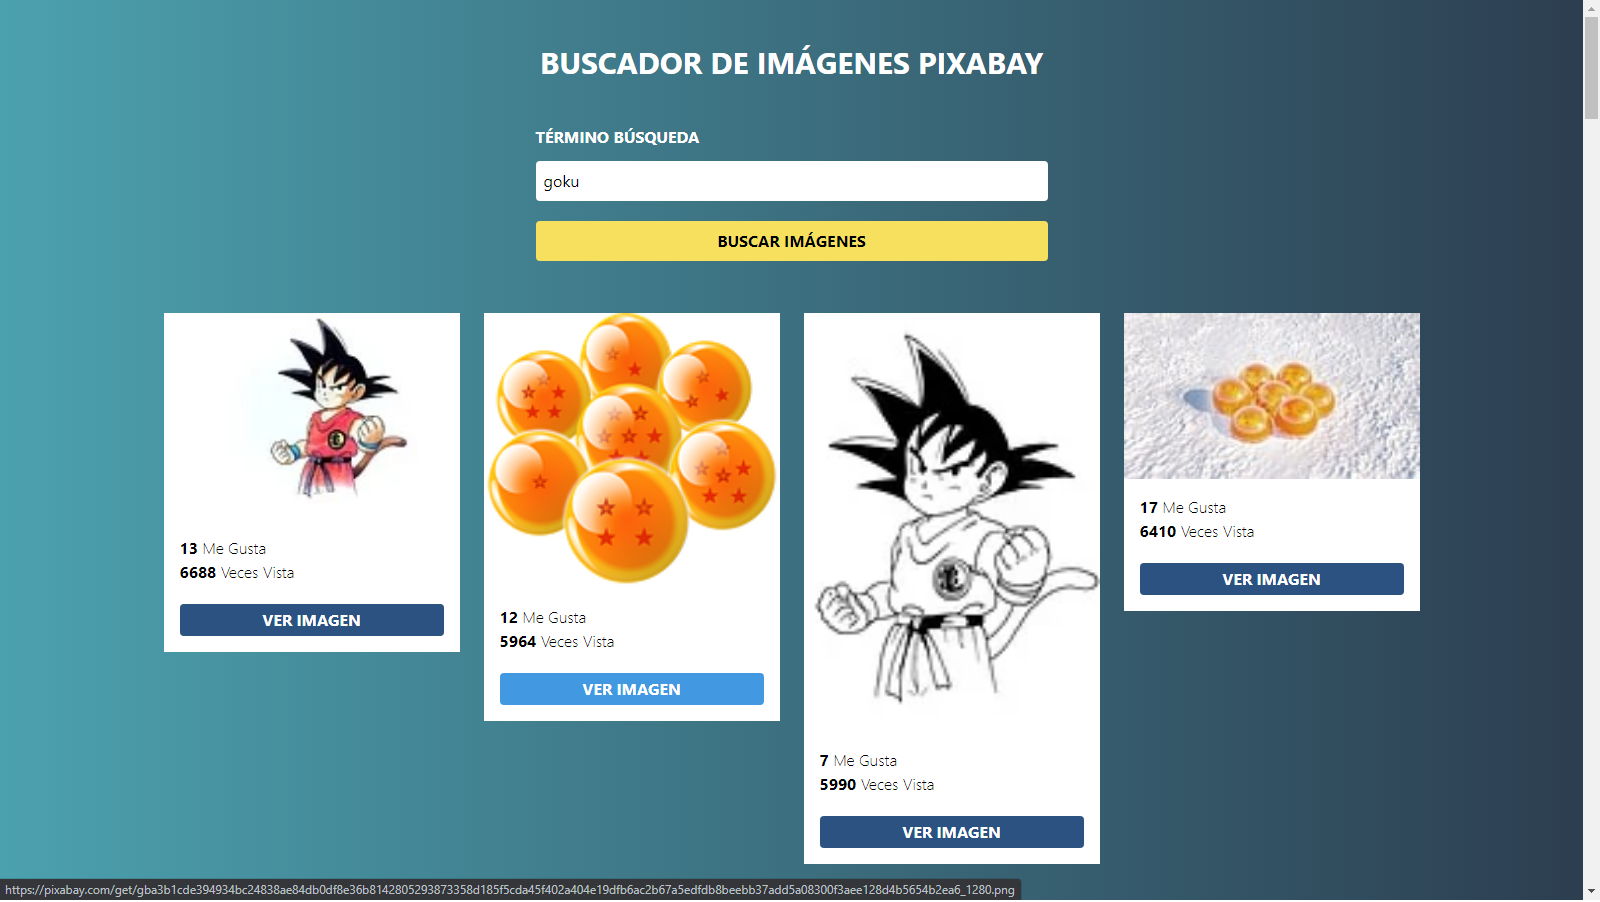 BUSCADOR DE IMÁGENES PIXABAY
TÉRMINO BÚSQUEDA
goku
BUSCAR IMÁGENES
13 Me Gusta
6688 Veces Vista
VER IMAGEN
12 Me Gusta
5964 Veces Vista
VER IMAGEN
7 Me Gusta
5990 Veces Vista
VER IMAGEN
17 Me Gusta
6410 Veces Vista
VER IMAGEN
https://pixabay.com/get/gba3b1cde394934bc24838ae84db0df8e36b8142805293873358d185f5cda45f402a404e19dfb6ac2b67a5edfdb8beebb37add5a08300f3aee128d4b5654b2ea6_1280.png